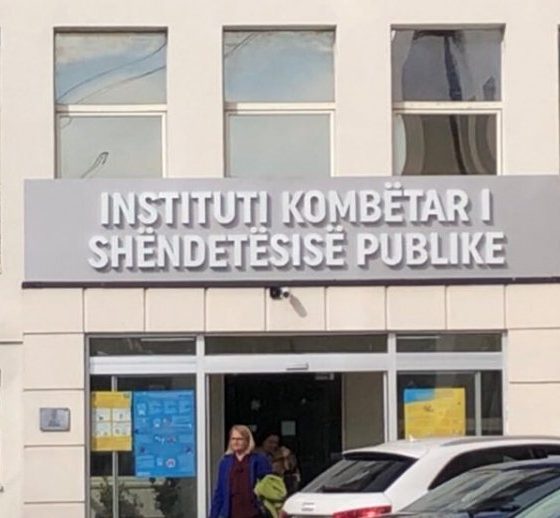 INSTITUTI KOMBËTAR I
SHËNDETËSISË PUBLIKE